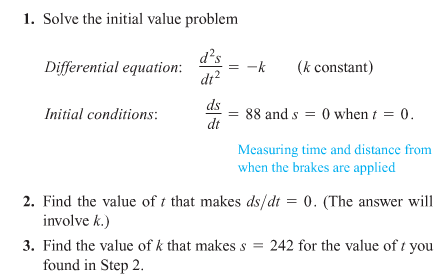 1. Solve the initial value problem
Differential equation: d²s/dt² = −k (k constant)
Initial conditions: ds/dt = 88 and s = 0 when t = 0.
Measuring time and distance from
when the brakes are applied
2. Find the value of t that makes ds/dt = 0. (The answer will
involve k.)
3. Find the value of k that makes s = 242 for the value of t you
found in Step 2.